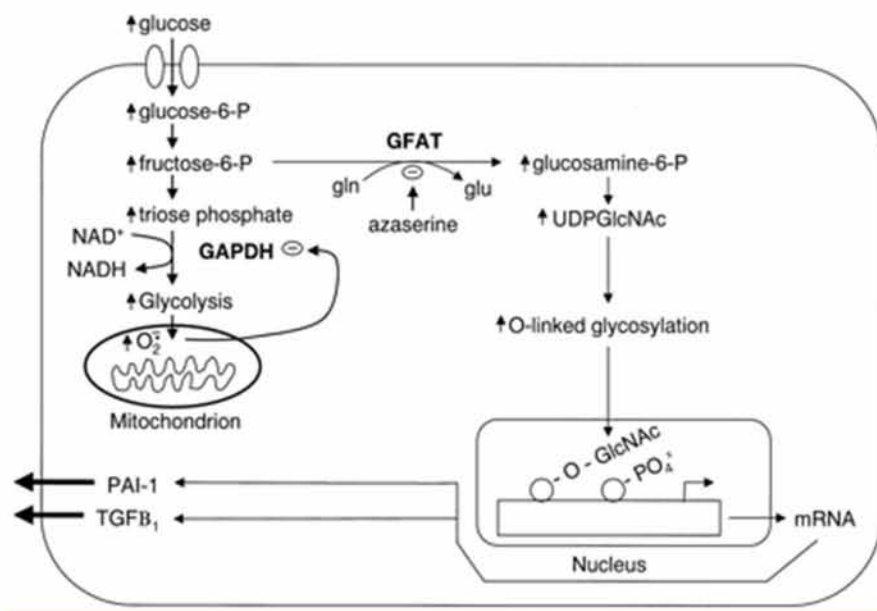 ↑glucose
↑glucose-6-P
GFAT
↑fructose-6-P
↑glucosamine-6-P
gln
⊖
glu
↑triose phosphate
azaserine
↑UDPGlcNAc
NAD⁺
GAPDH ⊖
NADH
↑Glycolysis
↑O-linked glycosylation
↑O₂⁻
Mitochondrion
O - GlcNAc
PO₄
PAI-1
TGFB₁
mRNA
Nucleus